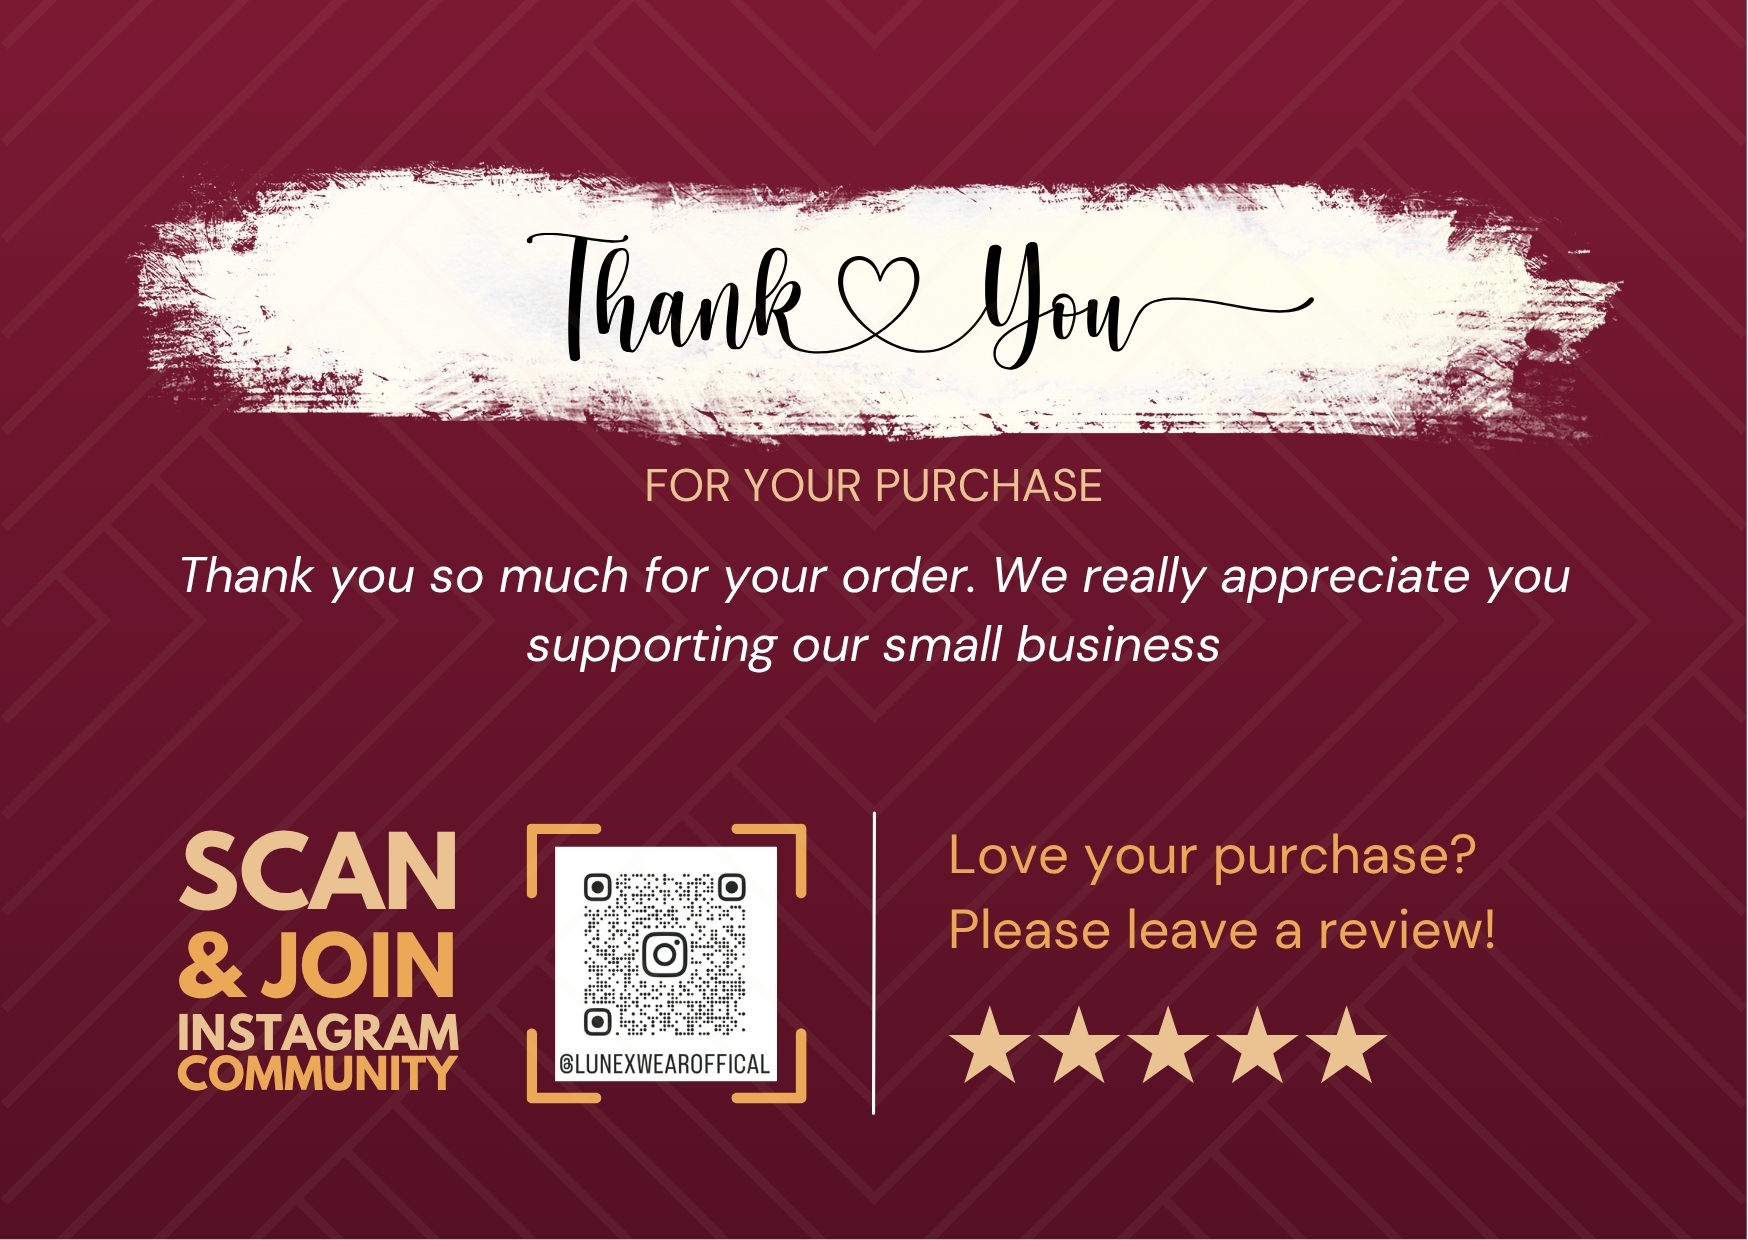 Thank You
FOR YOUR PURCHASE
Thank you so much for your order. We really appreciate you
supporting our small business
SCAN
& JOIN
INSTAGRAM
COMMUNITY
@LUNEXWEAROFFICAL
Love your purchase?
Please leave a review!